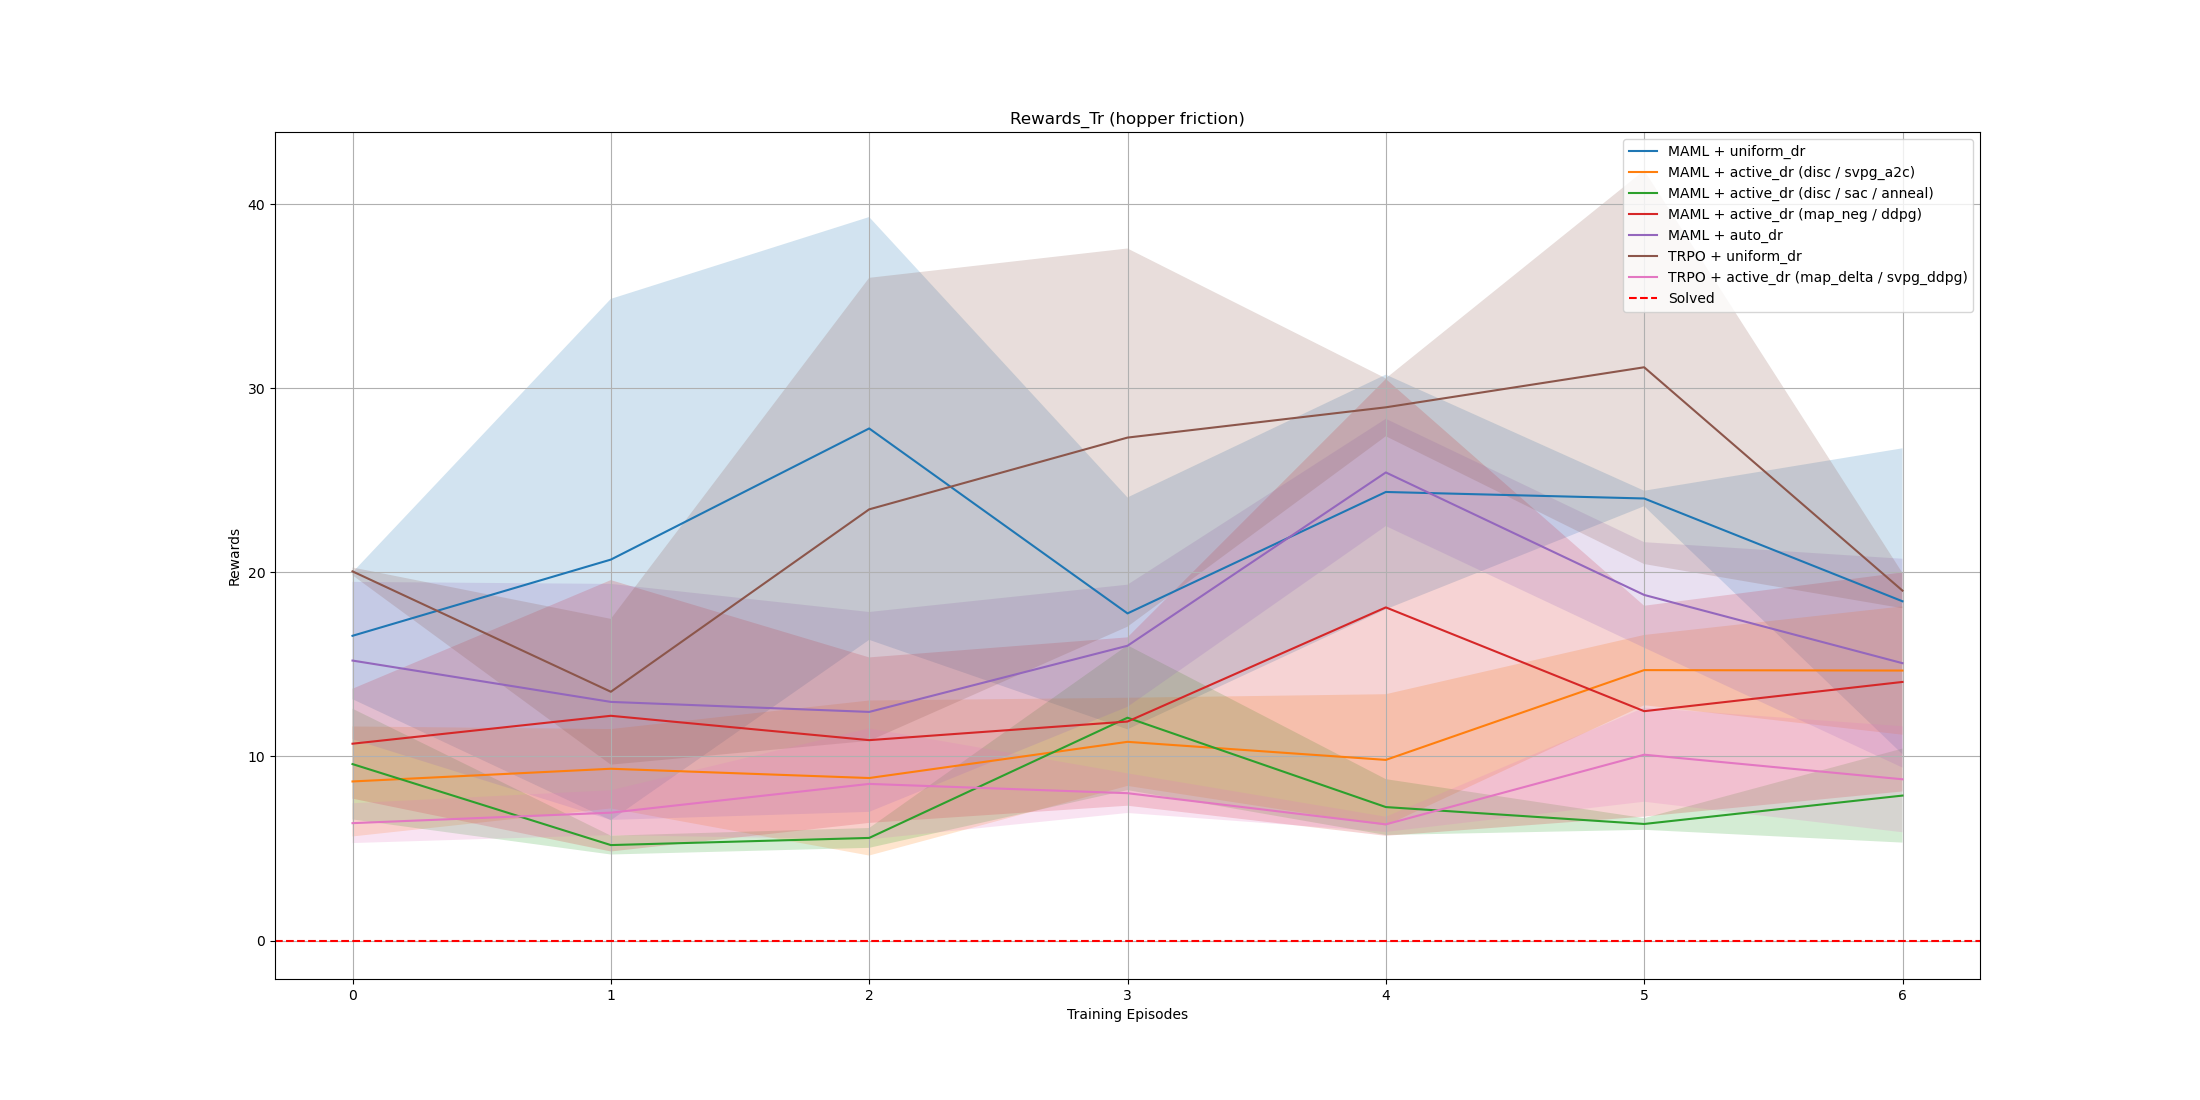 Rewards_Tr (hopper friction)
MAML + uniform_dr
MAML + active_dr (disc / svpg_a2c)
MAML + active_dr (disc / sac / anneal)
MAML + active_dr (map_neg / ddpg)
MAML + auto_dr
TRPO + uniform_dr
TRPO + active_dr (map_delta / svpg_ddpg)
Solved
Rewards
40
30
20
10
0
0 1 2 3 4 5 6
Training Episodes